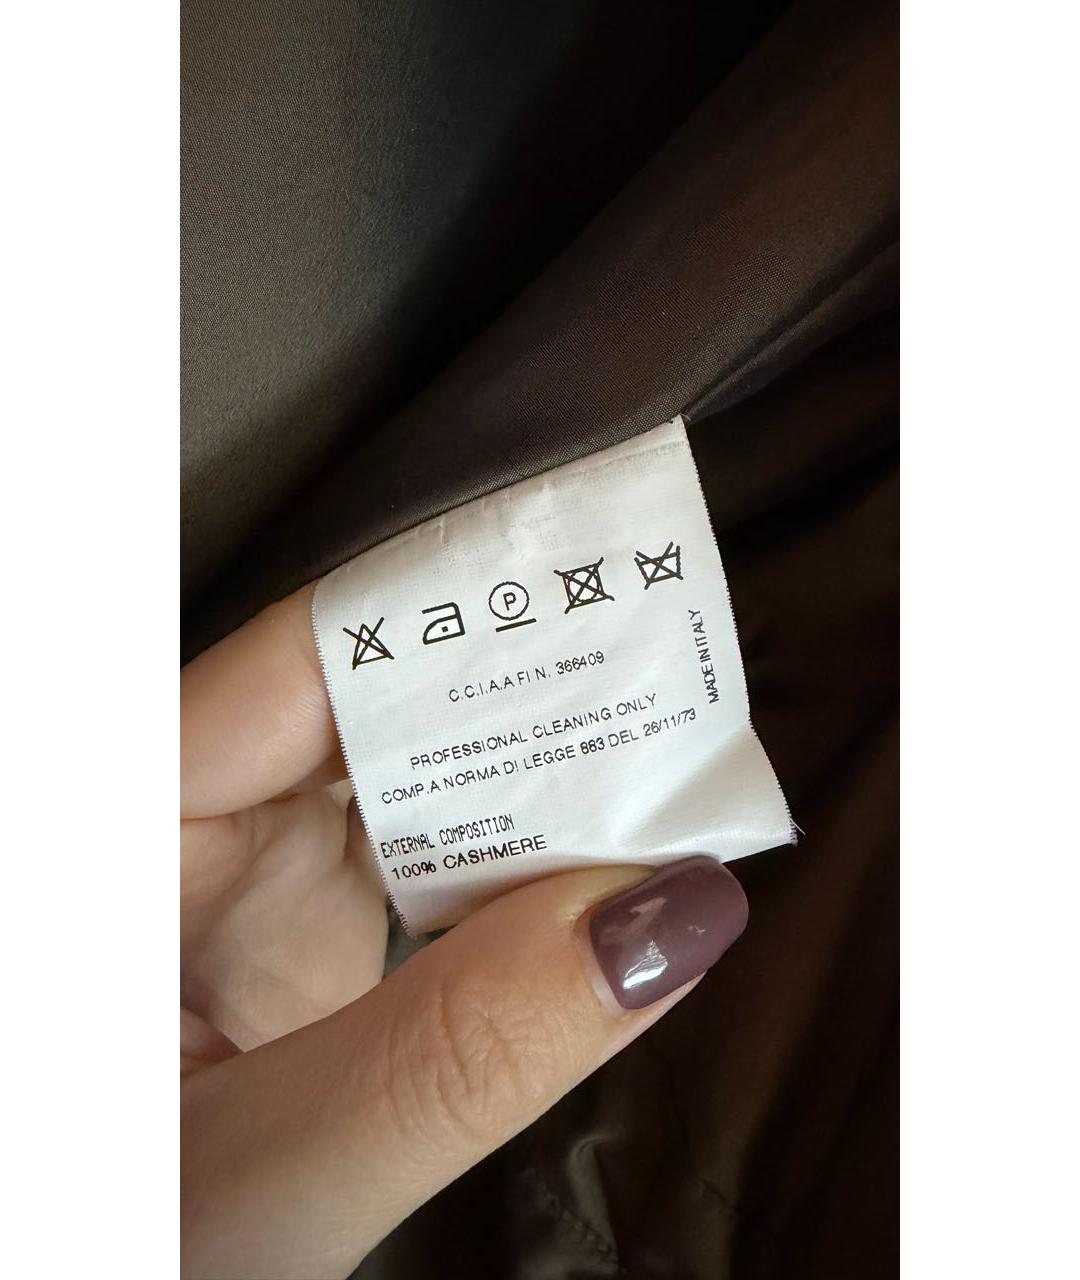 P
C.C.I.A.A FI N. 366409
PROFESSIONAL CLEANING ONLY
COMP.A NORMA DI LEGGE 883 DEL 26/11/73
EXTERNAL COMPOSITION
100% CASHMERE
MADE IN ITALY